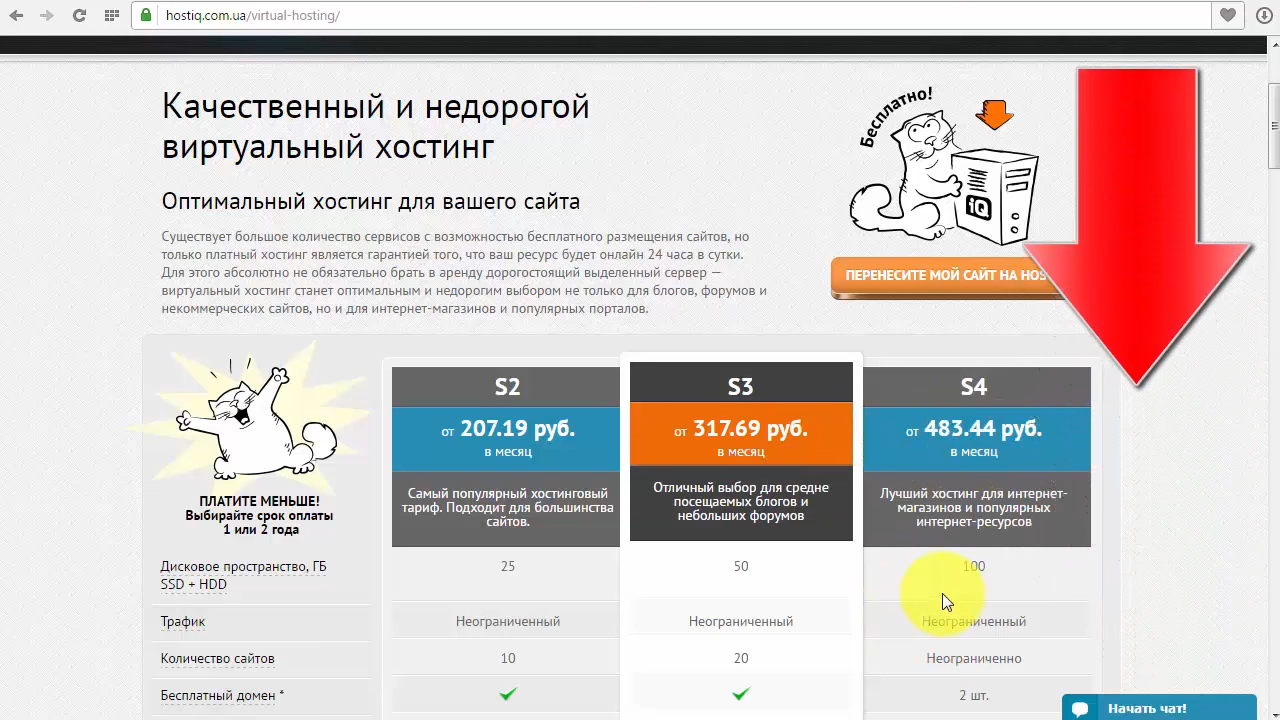 hostiq.com.ua/virtual-hosting/
Качественный и недорогой
виртуальный хостинг
Бесплатно!
iQ
Оптимальный хостинг для вашего сайта
Существует большое количество сервисов с возможностью бесплатного размещения сайтов, но
только платный хостинг является гарантией того, что ваш ресурс будет онлайн 24 часа в сутки.
Для этого абсолютно не обязательно брать в аренду дорогостоящий выделенный сервер —
виртуальный хостинг станет оптимальным и недорогим выбором не только для блогов, форумов и
некоммерческих сайтов, но и для интернет-магазинов и популярных порталов.
ПЕРЕНЕСИТЕ МОЙ САЙТ НА
ПЛАТИТЕ МЕНЬШЕ!
Выбирайте срок оплаты
1 или 2 года
S2 S3 S4
от 207.19 руб. от 317.69 руб. от 483.44 руб.
в месяц в месяц в месяц
Самый популярный хостинговый
тариф. Подходит для большинства
сайтов.
Отличный выбор для средне
посещаемых блогов и
небольших форумов
Лучший хостинг для интернет-
магазинов и популярных
интернет-ресурсов
Дисковое пространство, ГБ
SSD + HDD
25 50 100
Трафик Неограниченный Неограниченный Неограниченный
Количество сайтов 10 20 Неограниченно
Бесплатный домен * 2 шт.
Начать чат!